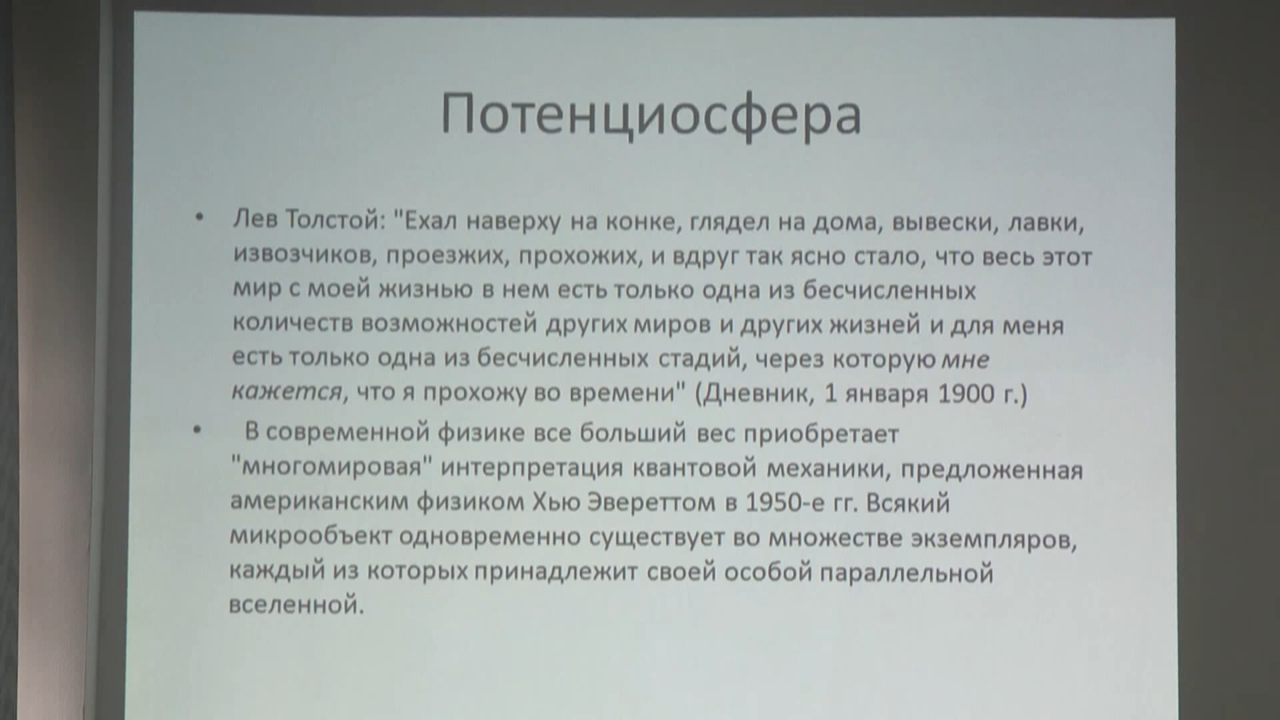 Потенциосфера
• Лев Толстой: "Ехал наверху на конке, глядел на дома, вывески, лавки,
извозчиков, проезжих, прохожих, и вдруг так ясно стало, что весь этот
мир с моей жизнью в нем есть только одна из бесчисленных
количеств возможностей других миров и других жизней и для меня
есть только одна из бесчисленных стадий, через которую мне
кажется, что я прохожу во времени" (Дневник, 1 января 1900 г.)
• В современной физике все больший вес приобретает
"многомировая" интерпретация квантовой механики, предложенная
американским физиком Хью Эвереттом в 1950-е гг. Всякий
микрообъект одновременно существует во множестве экземпляров,
каждый из которых принадлежит своей особой параллельной
вселенной.